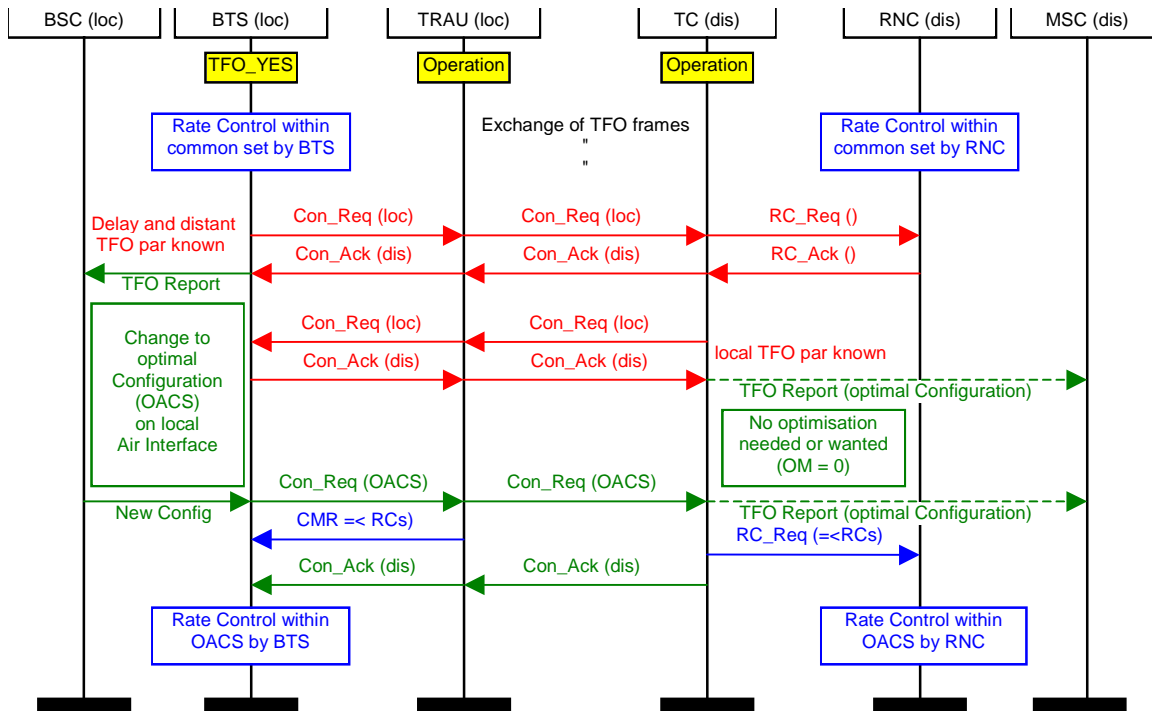 BSC (loc) BTS (loc) TRAU (loc) TC (dis) RNC (dis) MSC (dis)
TFO_YES Operation Operation
Rate Control within
common set by BTS
Exchange of TFO frames
"
"
Rate Control within
common set by RNC
Delay and distant
TFO par known
Con_Req (loc) Con_Req (loc) RC_Req ()
Con_Ack (dis) Con_Ack (dis) RC_Ack ()
TFO Report
Change to
optimal
Configuration
(OACS)
on local
Air Interface
Con_Req (loc) Con_Req (loc)
Con_Ack (dis) Con_Ack (dis) local TFO par known
TFO Report (optimal Configuration)
No optimisation
needed or wanted
(OM = 0)
Con_Req (OACS) Con_Req (OACS)
New Config TFO Report (optimal Configuration)
CMR =< RCs)
RC_Req (=<RCs)
Con_Ack (dis) Con_Ack (dis)
Rate Control within
OACS by BTS
Rate Control within
OACS by RNC